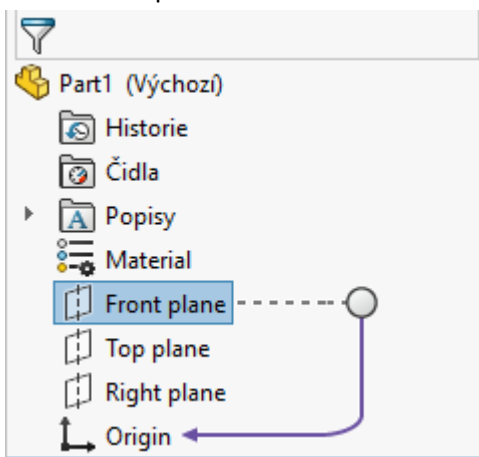 Part1 (Výchozí)
Historie
Čidla
Popisy
Material
Front plane
Top plane
Right plane
Origin